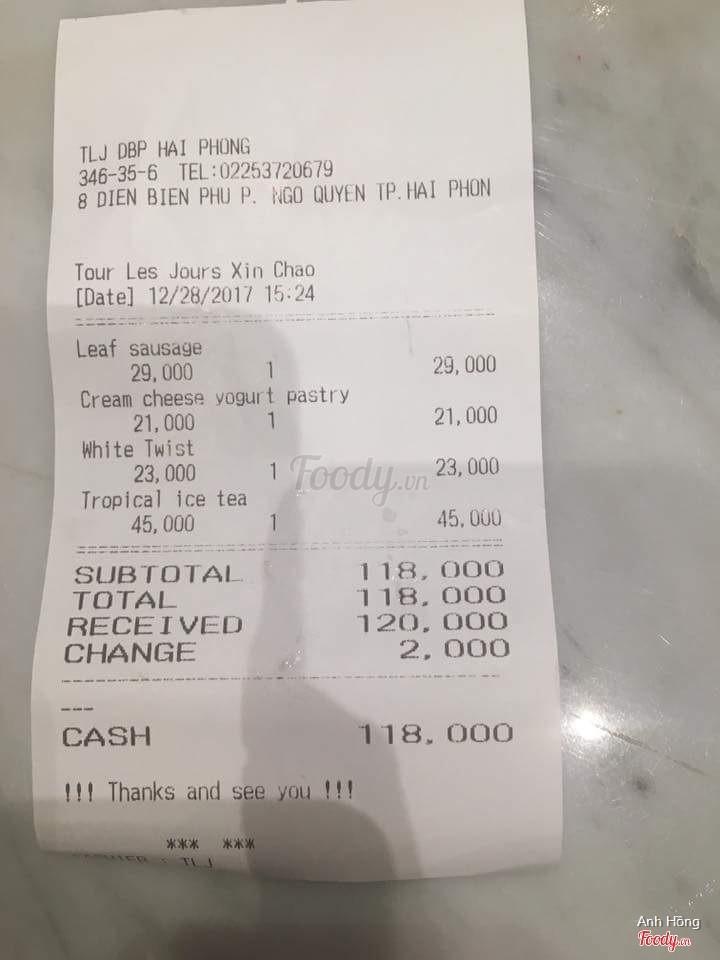 TLJ DBP HAI PHONG
346-35-6 TEL:02253720679
8 DIEN BIEN PHU P. NGO QUYEN TP.HAI PHON
Tour Les Jours Xin Chao
[Date] 12/28/2017 15:24
Leaf sausage
29,000 1 29,000
Cream cheese yogurt pastry
21,000 1 21,000
White Twist
23,000 1 23,000
Tropical ice tea
45,000 1 45,000
SUBTOTAL 118,000
TOTAL 118,000
RECEIVED 120,000
CHANGE 2,000
---
CASH 118,000
!!! Thanks and see you !!!
*** ***
: TLJ
Foody.vn
Anh Hồng
Foody.vn